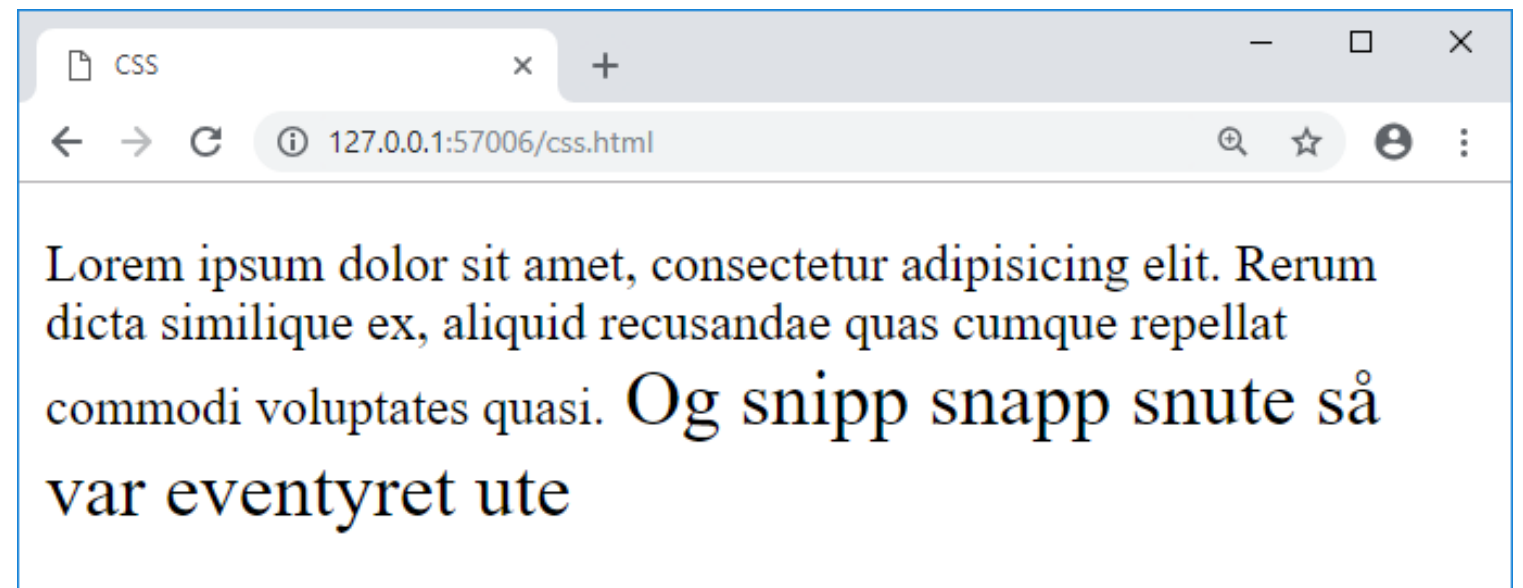 CSS
127.0.0.1:57006/css.html
Lorem ipsum dolor sit amet, consectetur adipisicing elit. Rerum
dicta similique ex, aliquid recusandae quas cumque repellat
commodi voluptates quasi. Og snipp snapp snute så
var eventyret ute